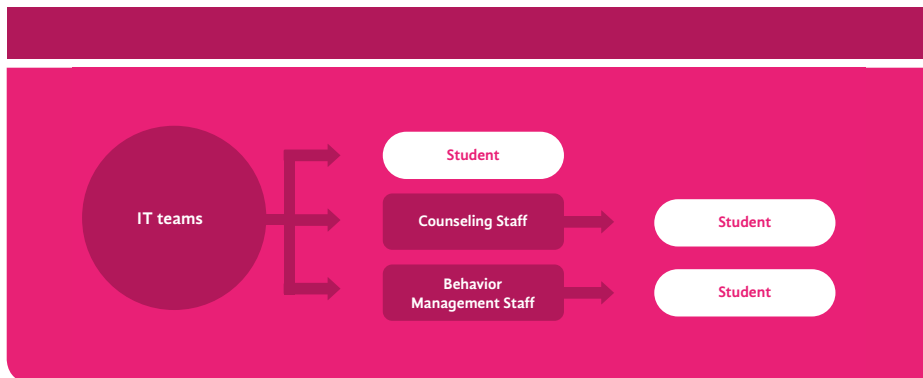 Student
IT teams
Counseling Staff
Student
Behavior
Management Staff
Student